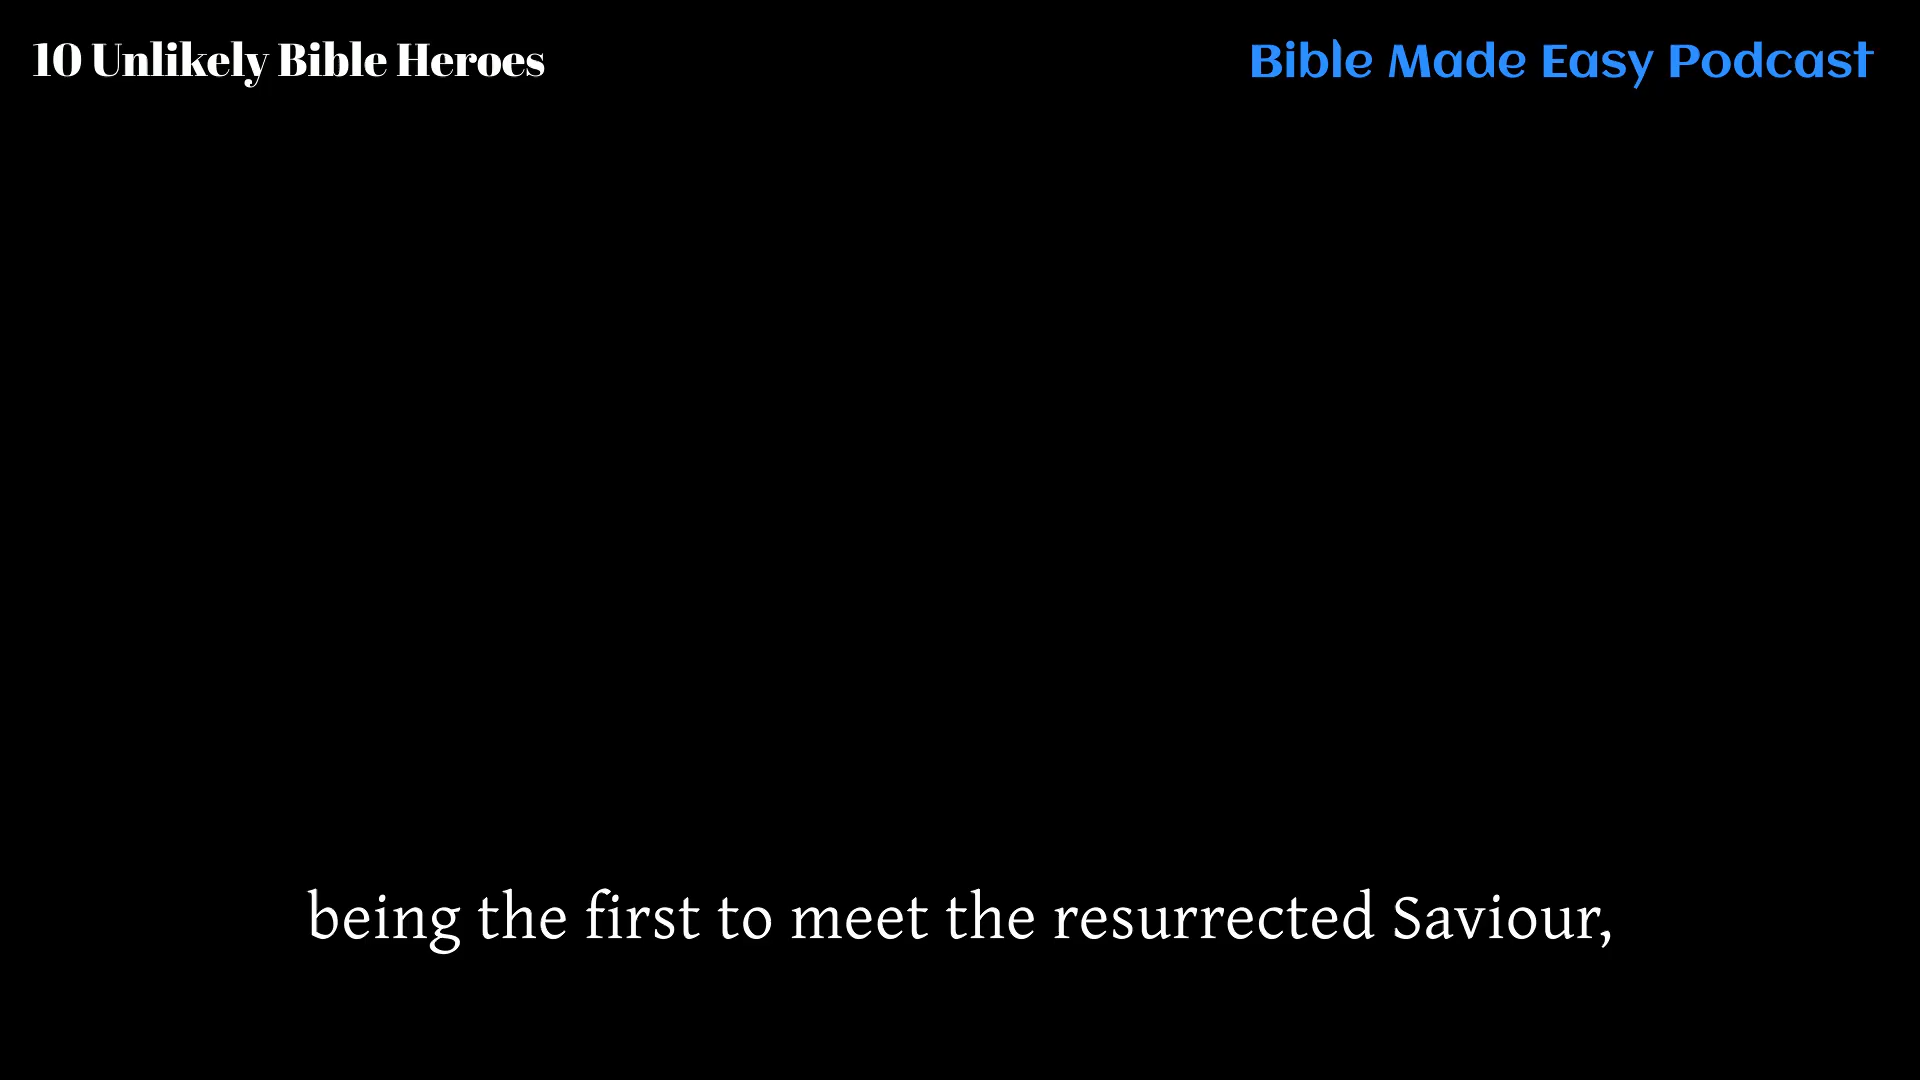 10 Unlikely Bible Heroes
Bible Made Easy Podcast
being the first to meet the resurrected Saviour,